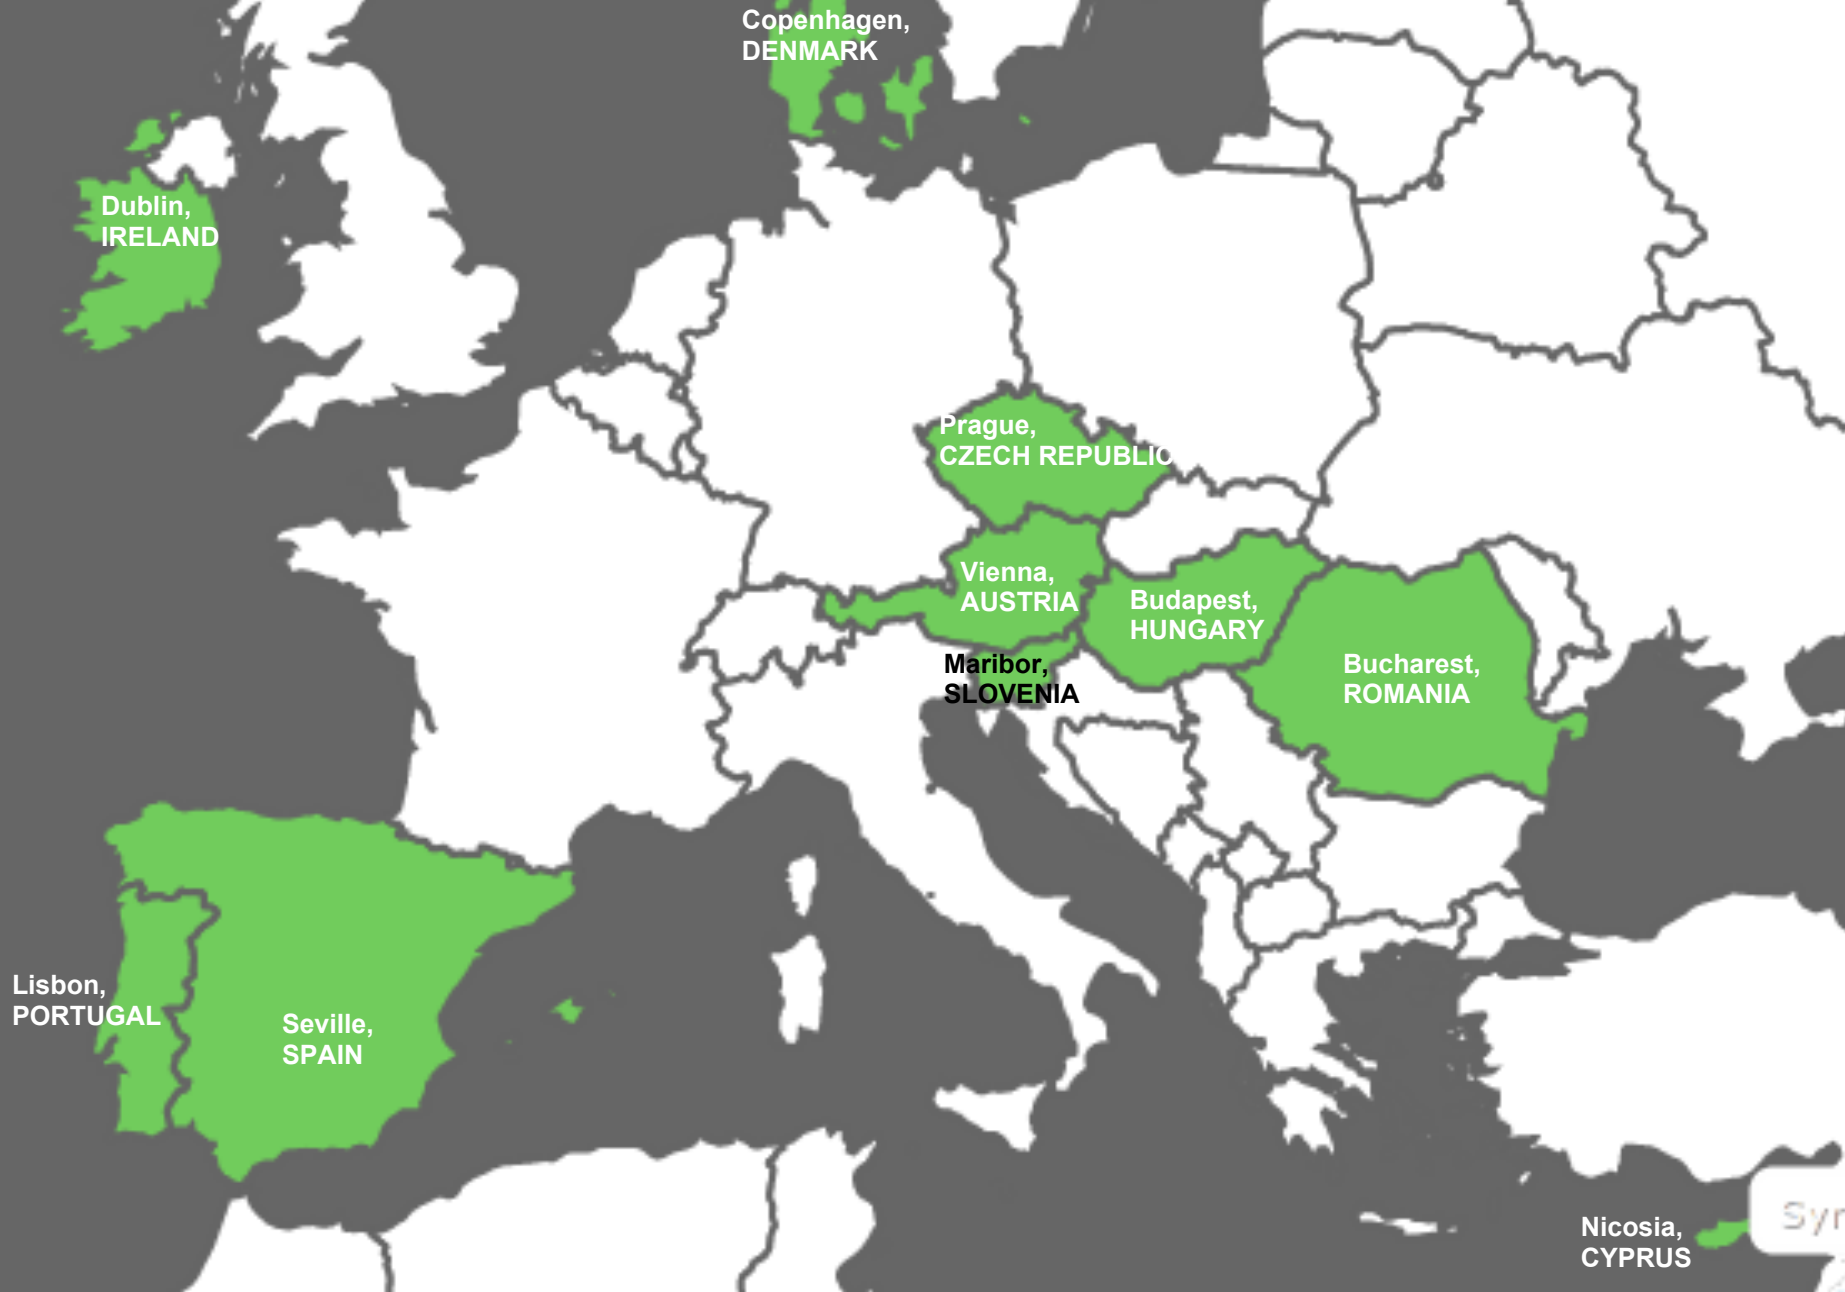 Copenhagen,
DENMARK
Dublin,
IRELAND
Prague,
CZECH REPUBLIC
Vienna,
AUSTRIA
Budapest,
HUNGARY
Maribor,
SLOVENIA
Bucharest,
ROMANIA
Lisbon,
PORTUGAL
Seville,
SPAIN
Nicosia,
CYPRUS